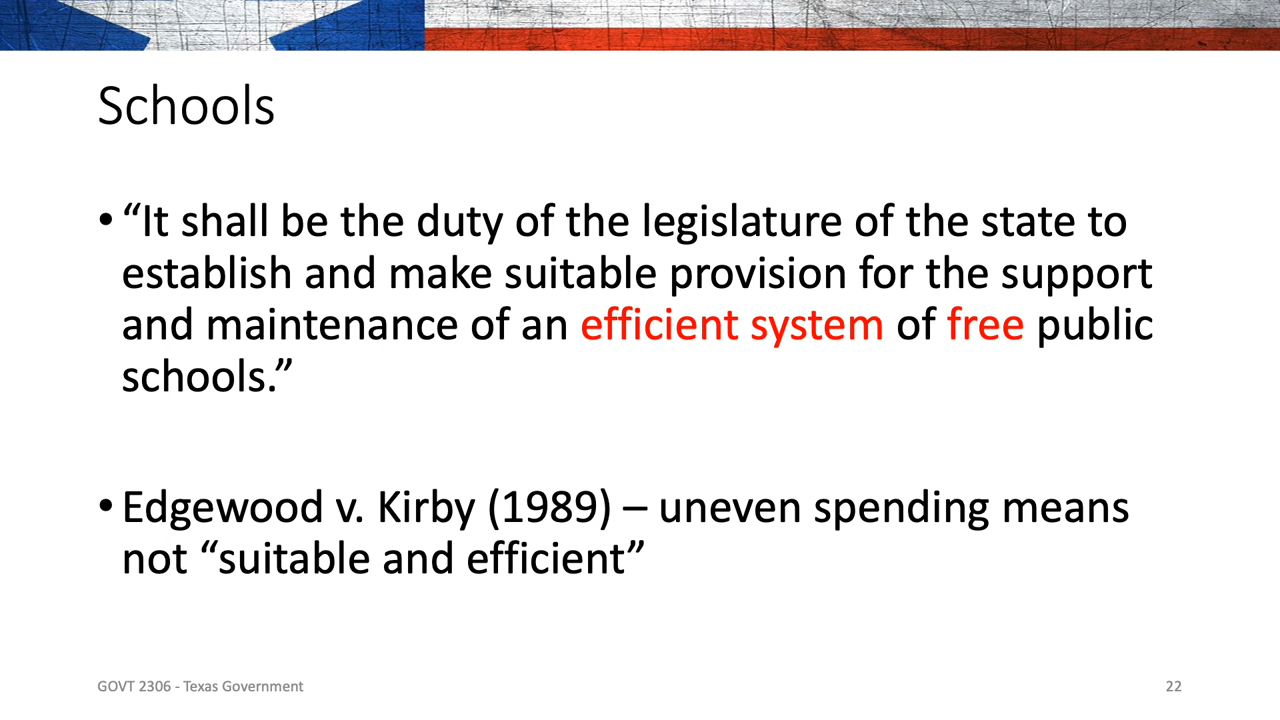 Schools
• “It shall be the duty of the legislature of the state to
establish and make suitable provision for the support
and maintenance of an efficient system of free public
schools.”
• Edgewood v. Kirby (1989) – uneven spending means
not “suitable and efficient”
GOVT 2306 - Texas Government
22